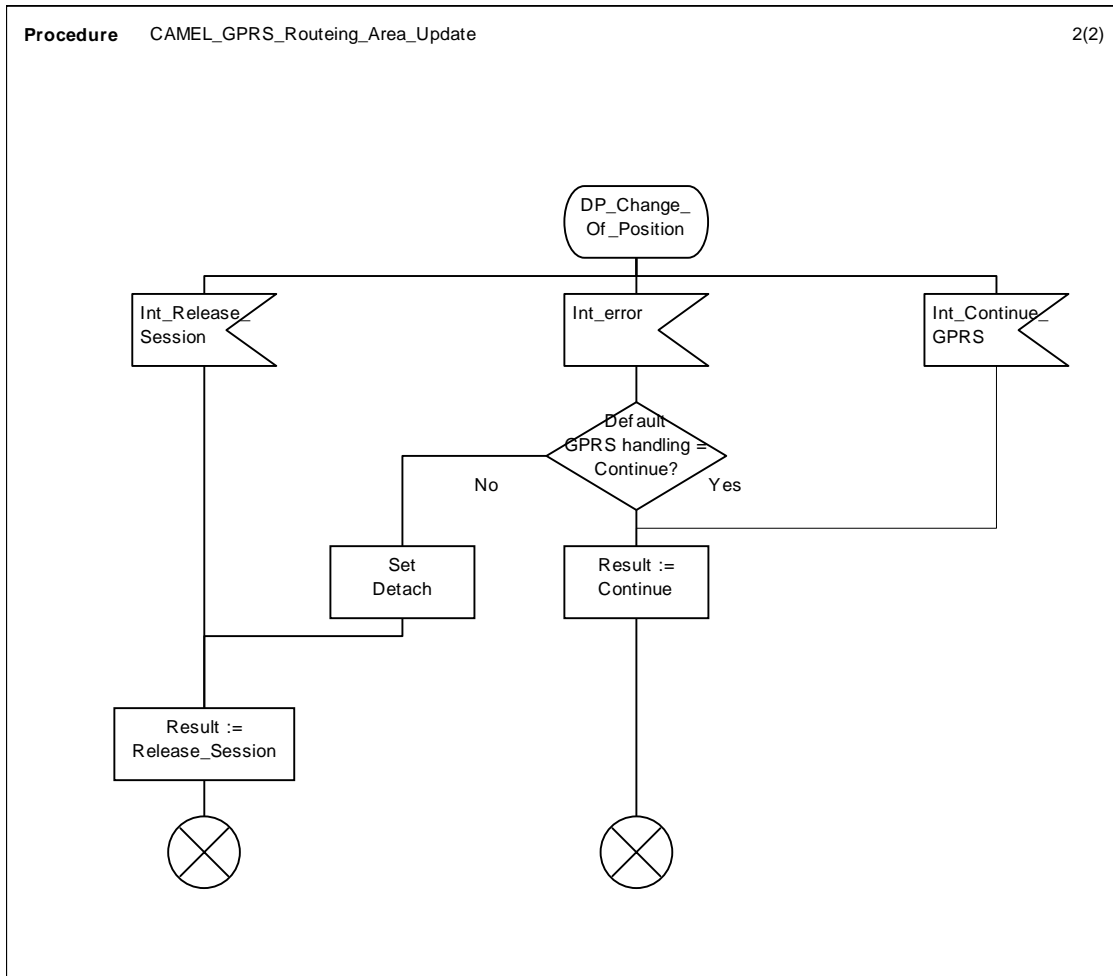 Procedure CAMEL_GPRS_Routeing_Area_Update 2(2)
DP_Change_
Of_Position
Int_Release_
Session
Int_error
Int_Continue_
GPRS
Default
GPRS handling =
Continue?
No
Yes
Set
Detach
Result :=
Continue
Result :=
Release_Session